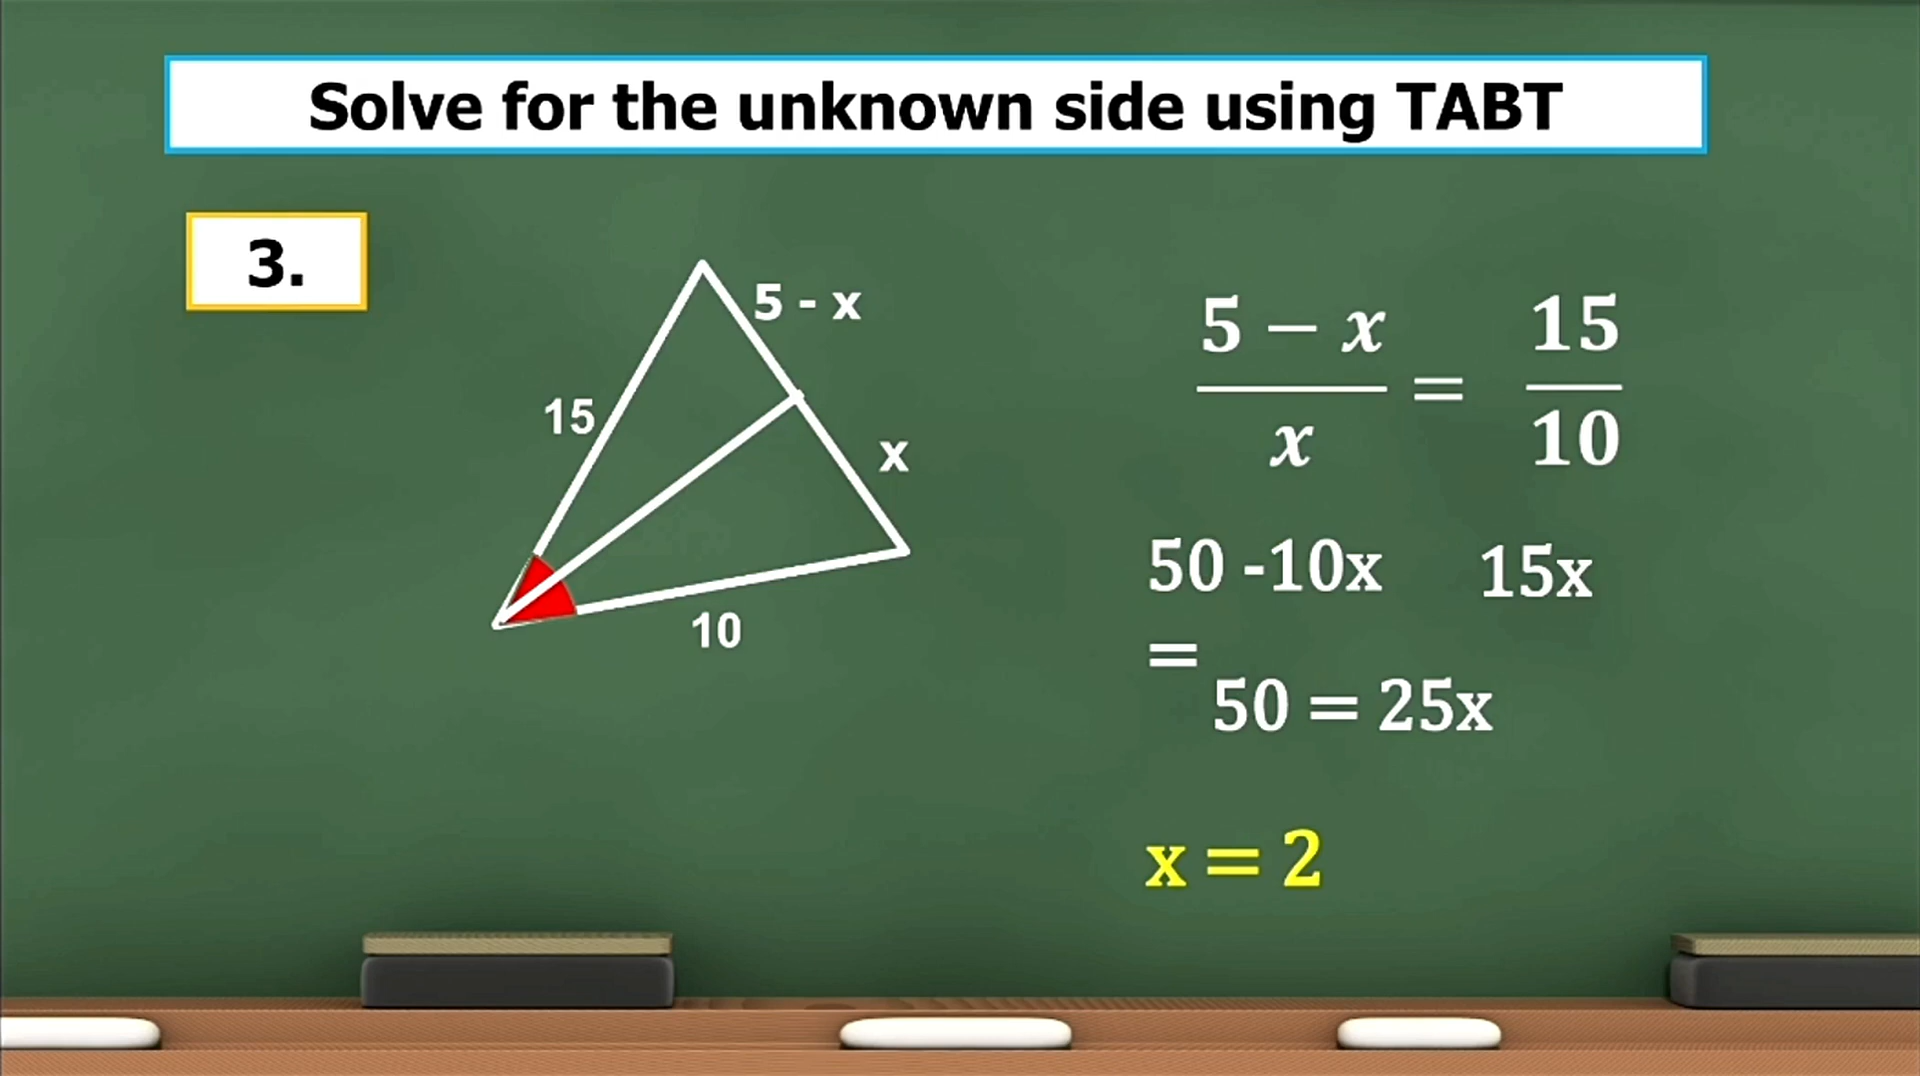 Solve for the unknown side using TABT
3.
5 - x
15
x
10
5 − x
x
=
15
10
50 -10x 15x
=
50 = 25x
x = 2